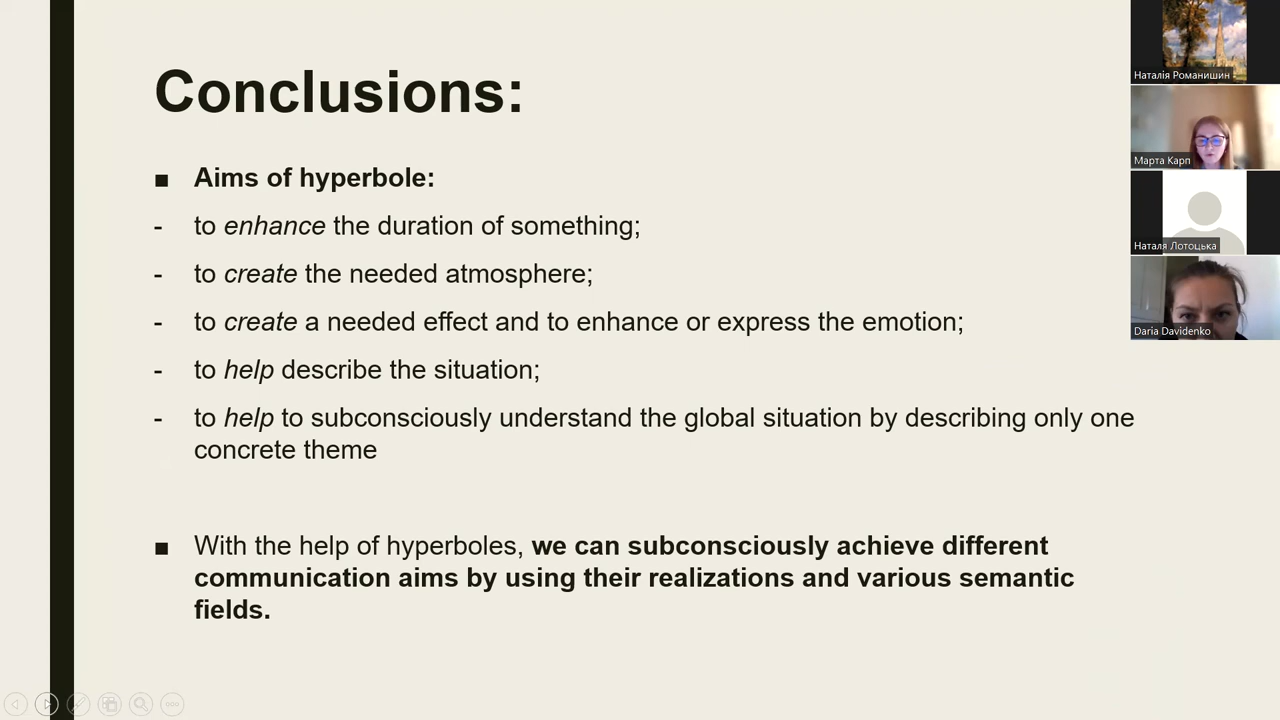 Conclusions:
■ Aims of hyperbole:
- to enhance the duration of something;
- to create the needed atmosphere;
- to create a needed effect and to enhance or express the emotion;
- to help describe the situation;
- to help to subconsciously understand the global situation by describing only one
concrete theme
■ With the help of hyperboles, we can subconsciously achieve different
communication aims by using their realizations and various semantic
fields.
Наталія Романишин
Марта Карп
Наталя Лотоцька
Daria Davidenko